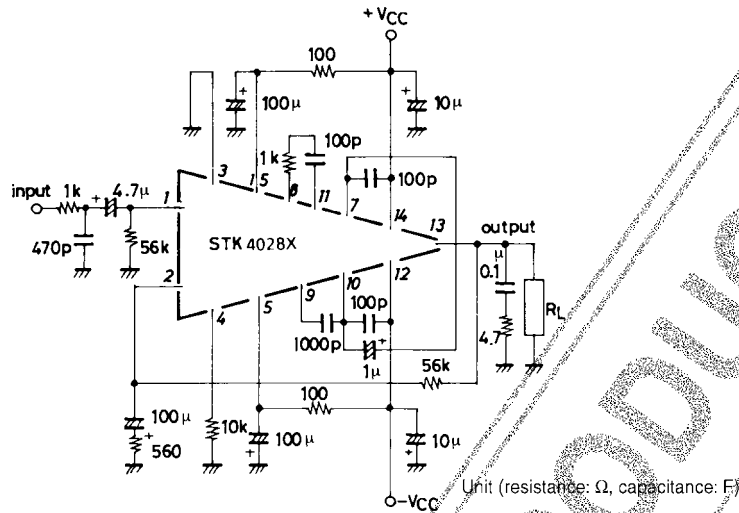 + VCC
100
+
100μ
+
10μ
1k
100p
100p
3
1 5
8
11
7
14
13
input
1k
+
4.7μ
1
470p
56k
2
STK 4028X
output
μ
0.1
4.7
RL
12
10
9
5
4
100p
1000p
+
1μ
56k
100
100μ
+
560
10k
+
100μ
+
10μ
-VCC
Unit (resistance: Ω, capacitance: F)
PRODUC